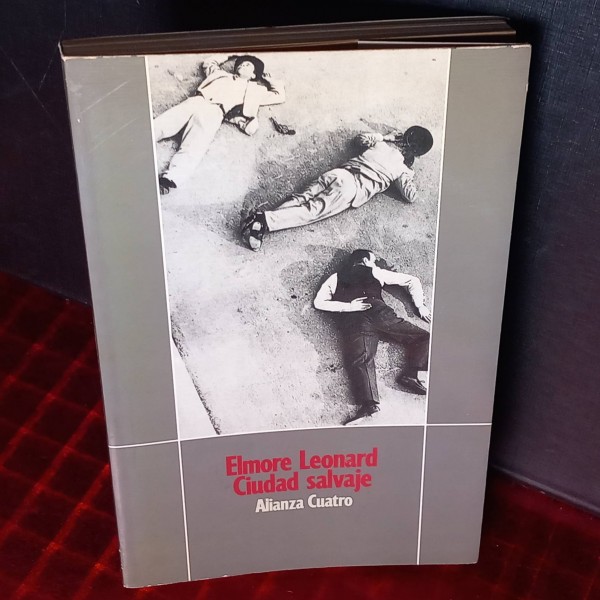 Elmore Leonard
Ciudad salvaje
Alianza Cuatro